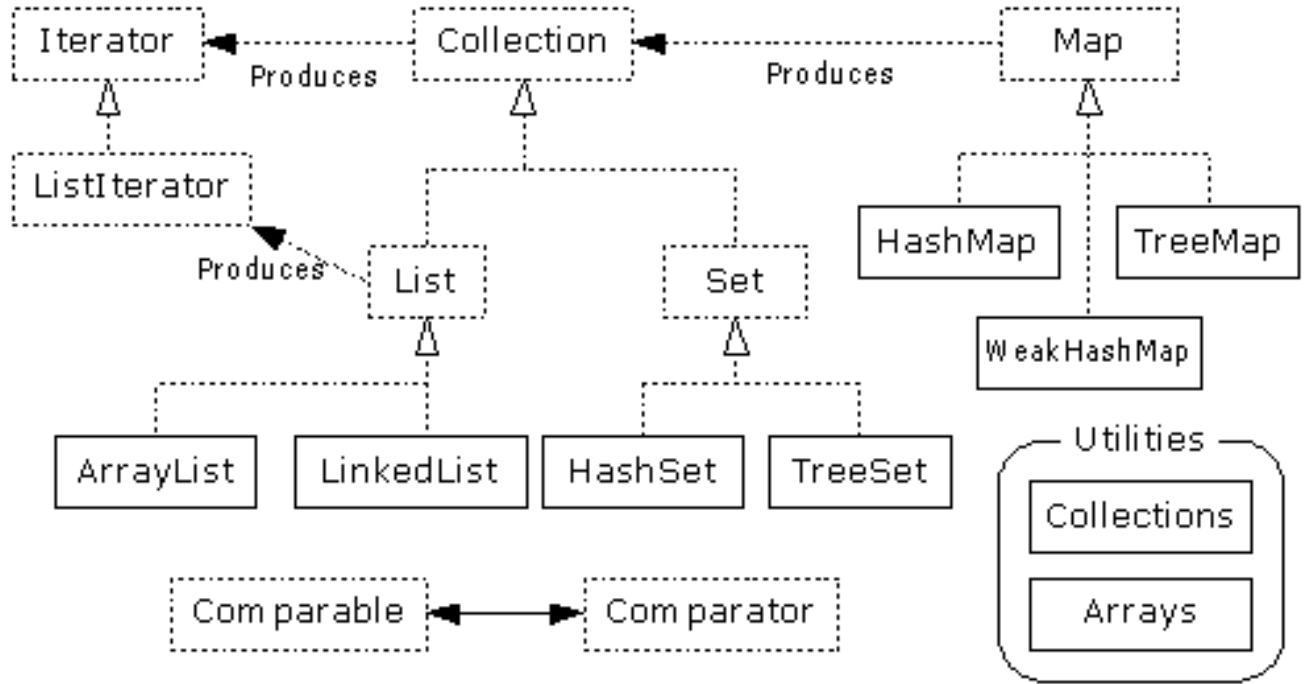 Iterator
Collection
Map
Produces
Produces
ListIterator
HashMap
TreeMap
Produces
List
Set
WeakHashMap
Utilities
ArrayList
LinkedList
HashSet
TreeSet
Collections
Comparable
Comparator
Arrays